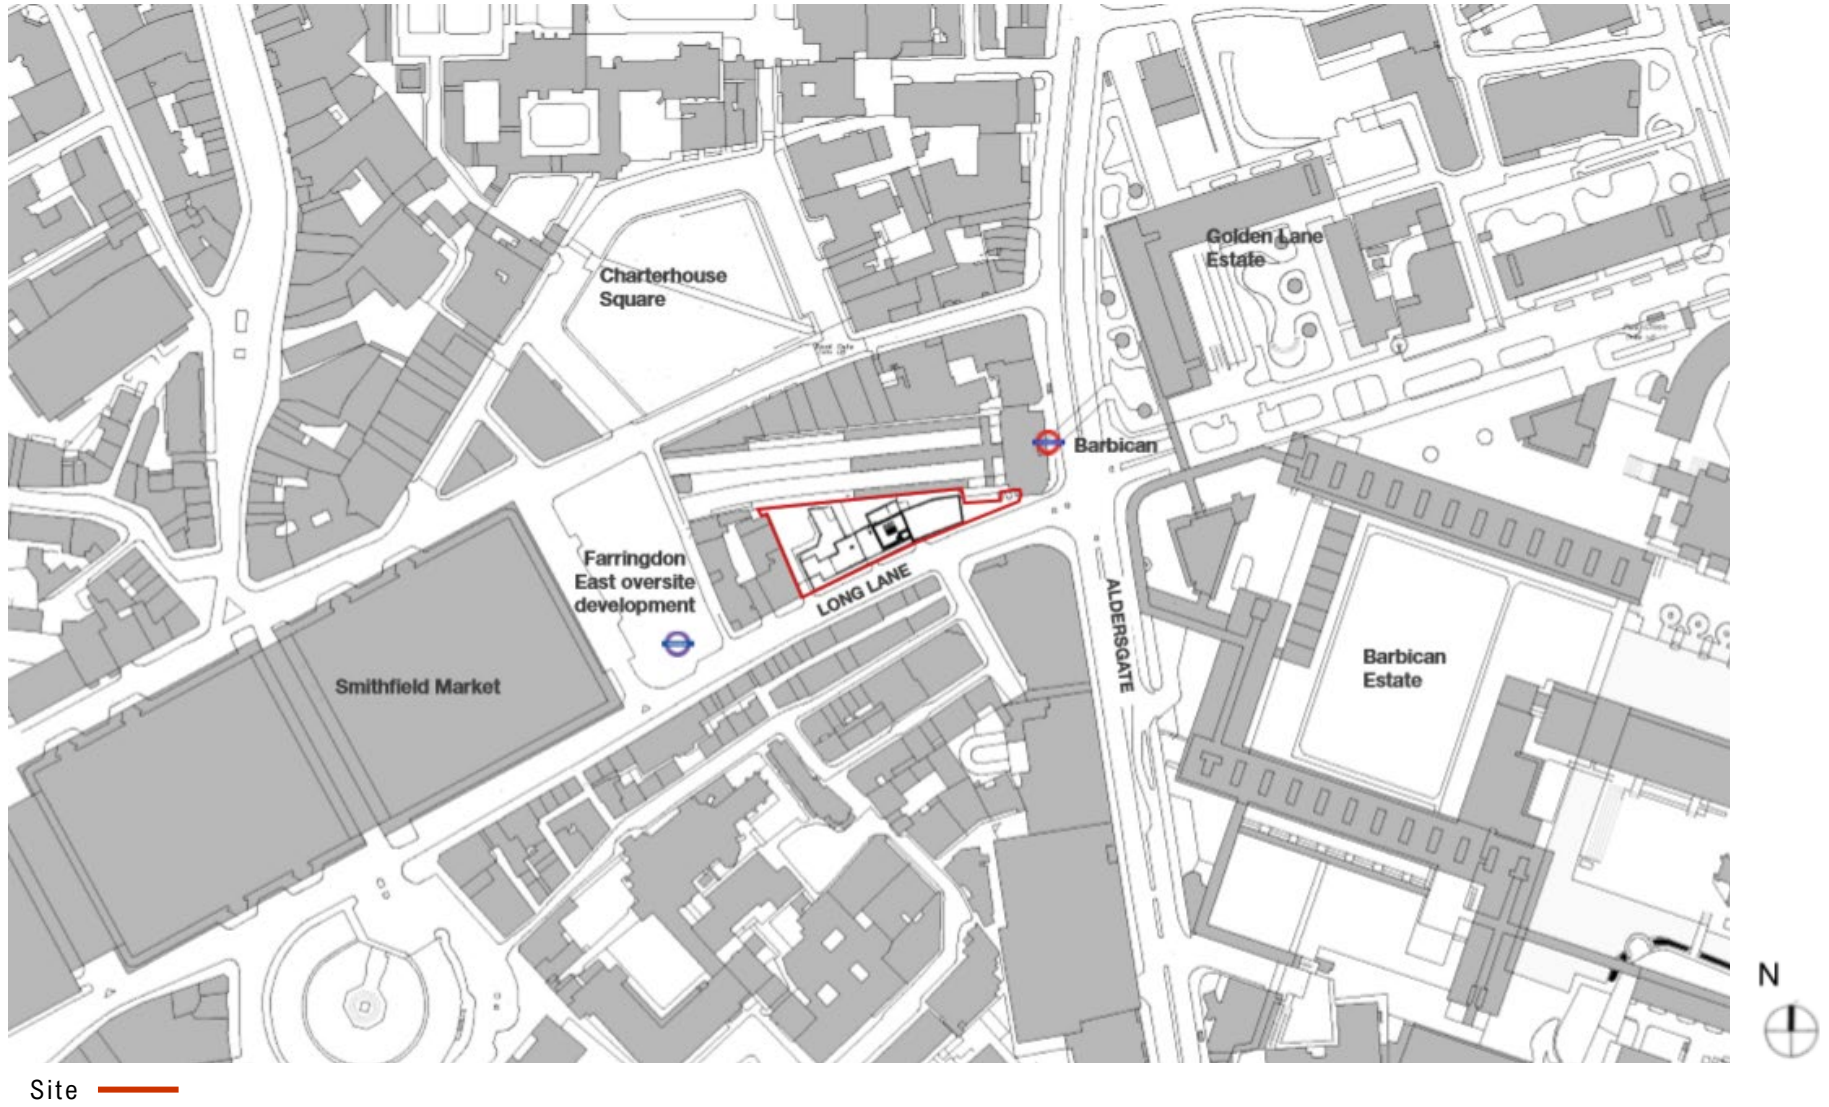 Golden Lane
Estate
Charterhouse
Square
Barbican
Farringdon
East oversite
development
LONG LANE
ALDERSGATE
Barbican
Estate
Smithfield Market
N
Site